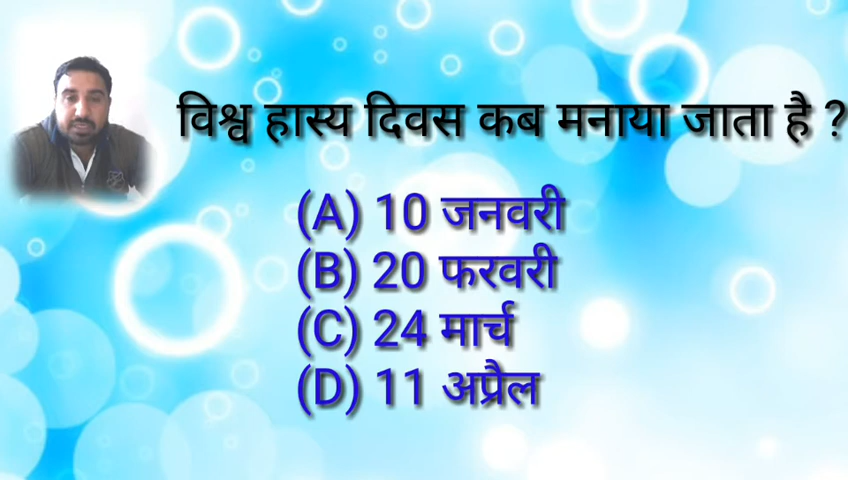 विश्व हास्य दिवस कब मनाया जाता है ?
(A) 10 जनवरी
(B) 20 फरवरी
(C) 24 मार्च
(D) 11 अप्रैल